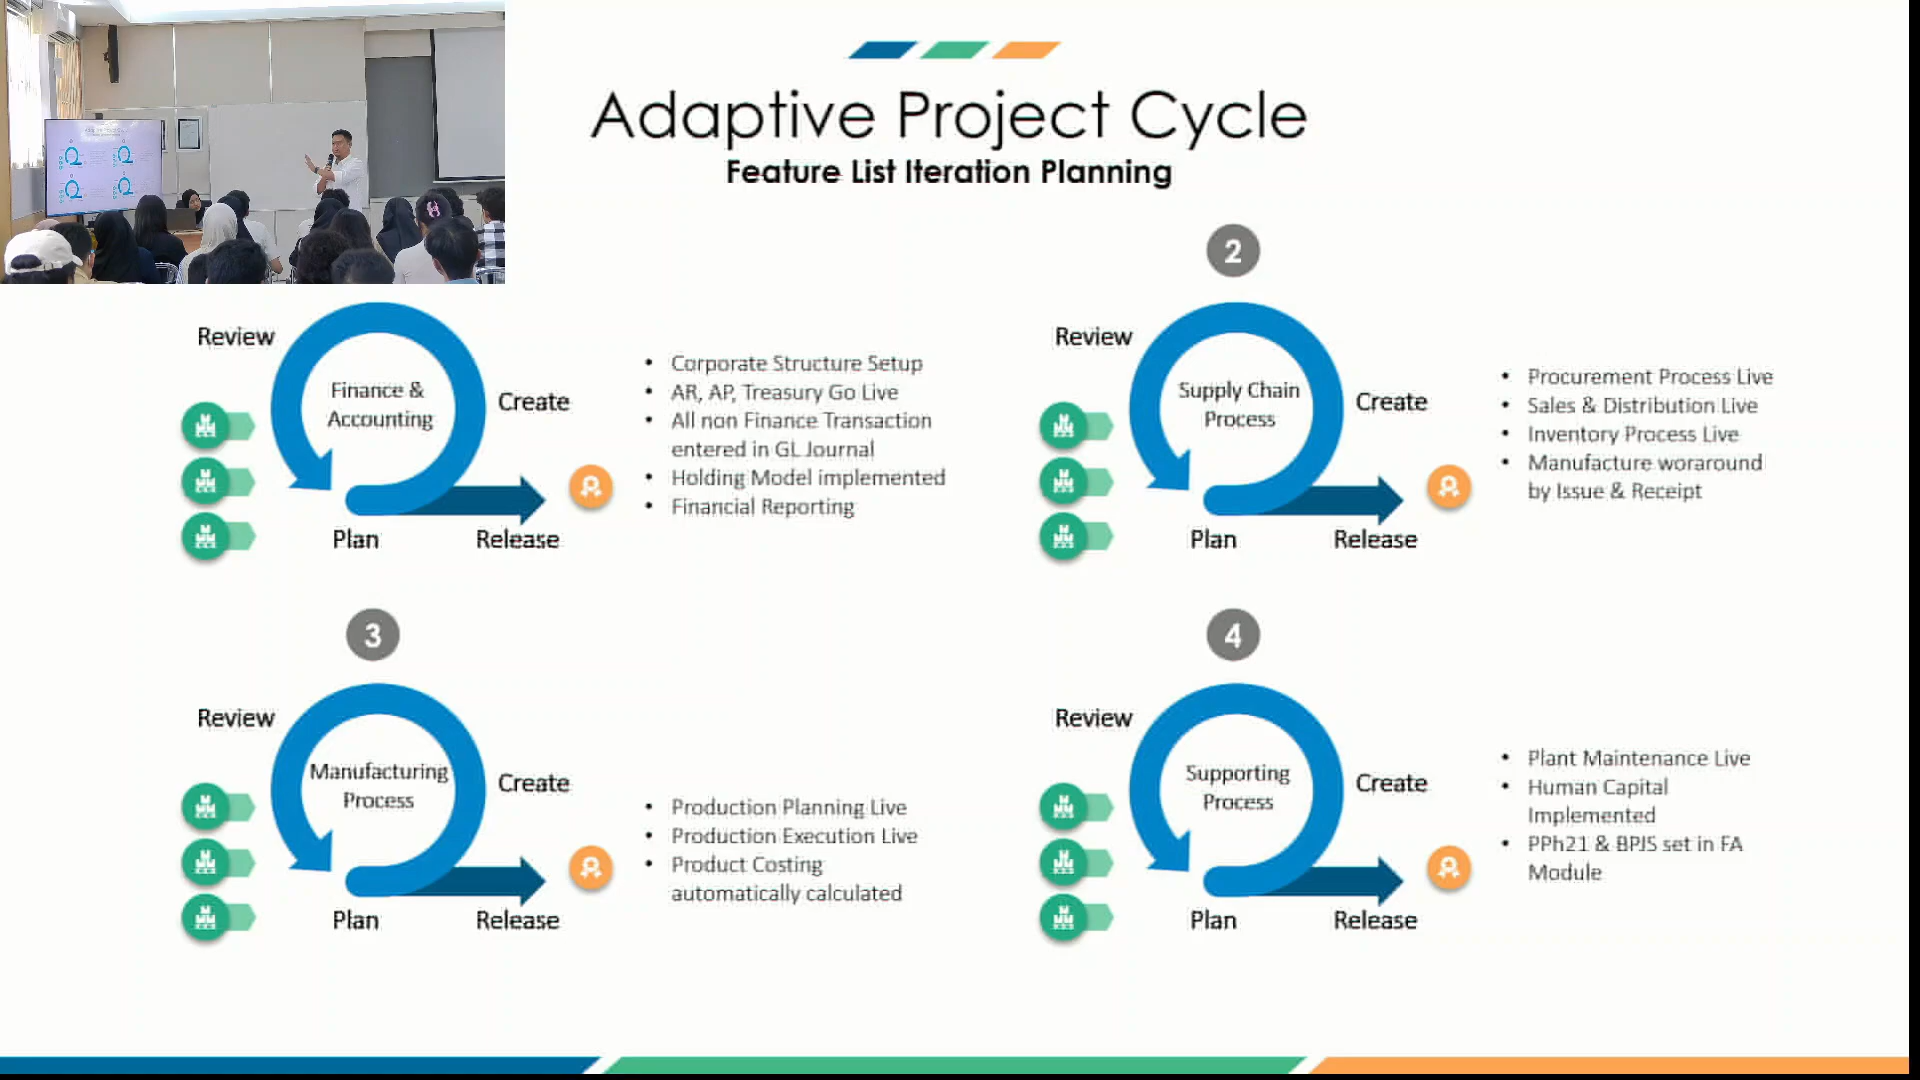 Adaptive Project Cycle
Feature List Iteration Planning
Review
Finance &
Accounting
Create
Plan
Release
• Corporate Structure Setup
• AR, AP, Treasury Go Live
• All non Finance Transaction
entered in GL Journal
• Holding Model implemented
• Financial Reporting
2
Review
Supply Chain
Process
Create
Plan
Release
• Procurement Process Live
• Sales & Distribution Live
• Inventory Process Live
• Manufacture woraround
by Issue & Receipt
3
Review
Manufacturing
Process
Create
Plan
Release
• Production Planning Live
• Production Execution Live
• Product Costing
automatically calculated
4
Review
Supporting
Process
Create
Plan
Release
• Plant Maintenance Live
• Human Capital
Implemented
• PPh21 & BPJS set in FA
Module